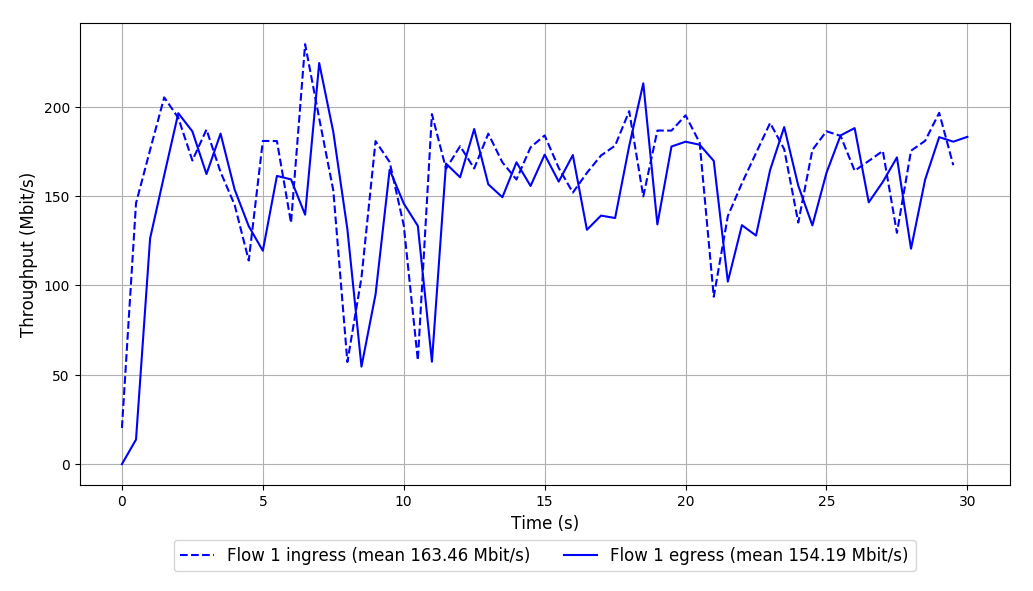 200
150
100
50
0
Throughput (Mbit/s)
0 5 10 15 20 25 30
Time (s)
Flow 1 ingress (mean 163.46 Mbit/s) Flow 1 egress (mean 154.19 Mbit/s)